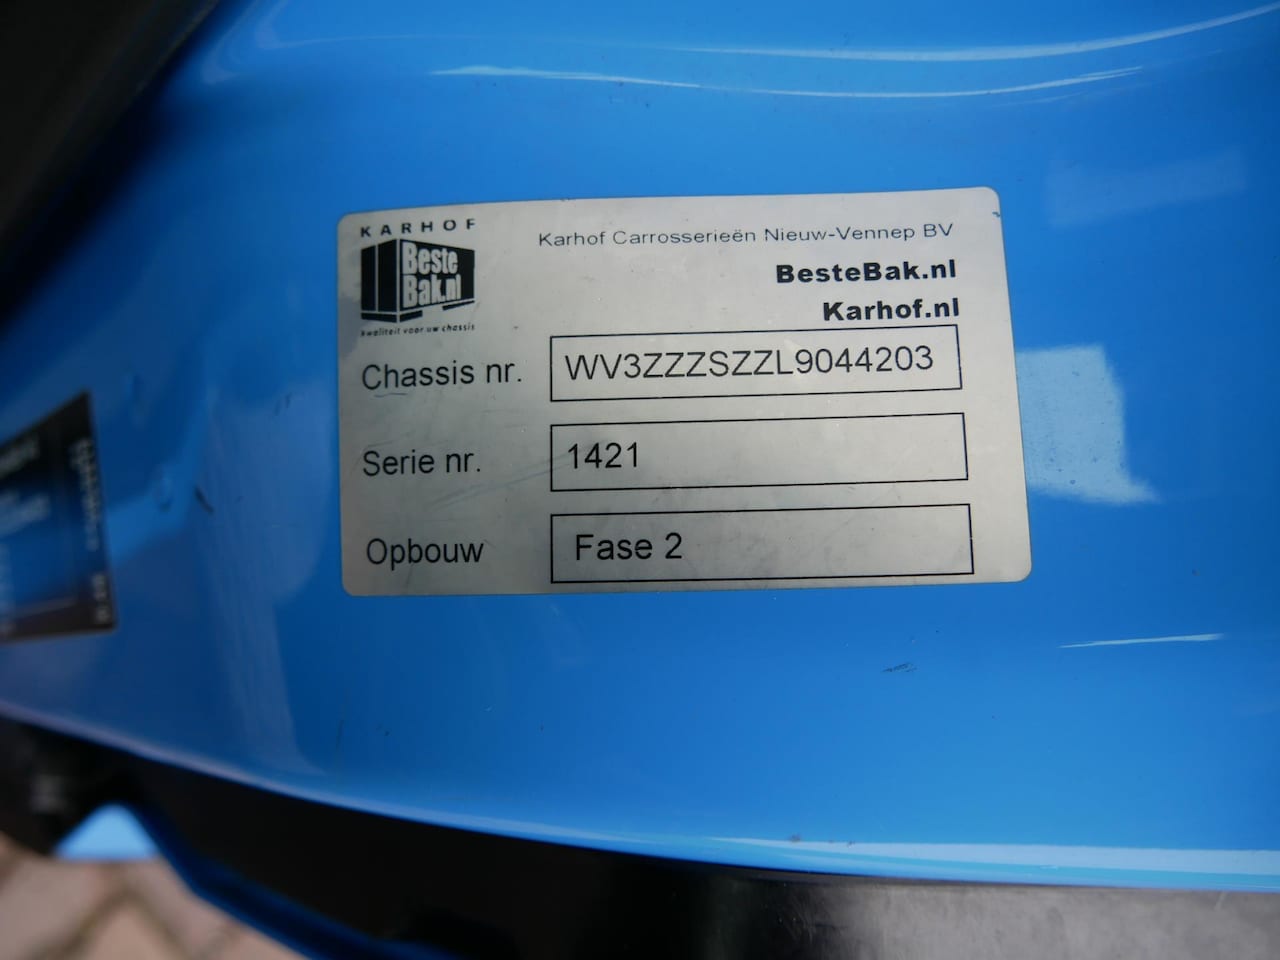 KARHOF
Beste
Bak.nl
kwaliteit voor uw chassis
Karhof Carrosserieën Nieuw-Vennep BV
BesteBak.nl
Karhof.nl
Chassis nr. WV3ZZZSZZL9044203
Serie nr. 1421
Opbouw Fase 2